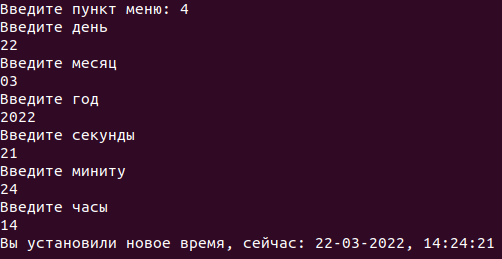 Введите пункт меню: 4
Введите день
22
Введите месяц
03
Введите год
2022
Введите секунды
21
Введите миниту
24
Введите часы
14
Вы установили новое время, сейчас: 22-03-2022, 14:24:21